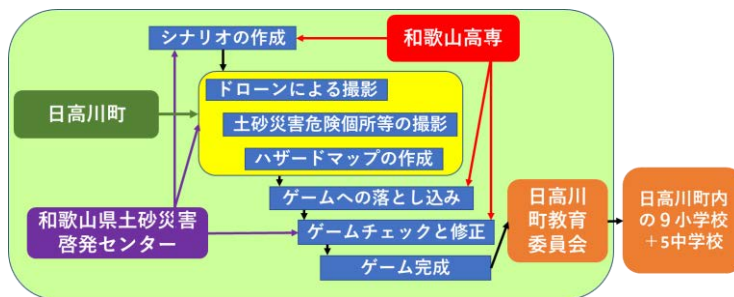 シナリオの作成
和歌山高専
ドローンによる撮影
日高川町
土砂災害危険個所等の撮影
ハザードマップの作成
ゲームへの落とし込み
和歌山県土砂災害
啓発センター
ゲームチェックと修正
ゲーム完成
日高川
町教育
委員会
日高川町内
の9小学校
+5中学校